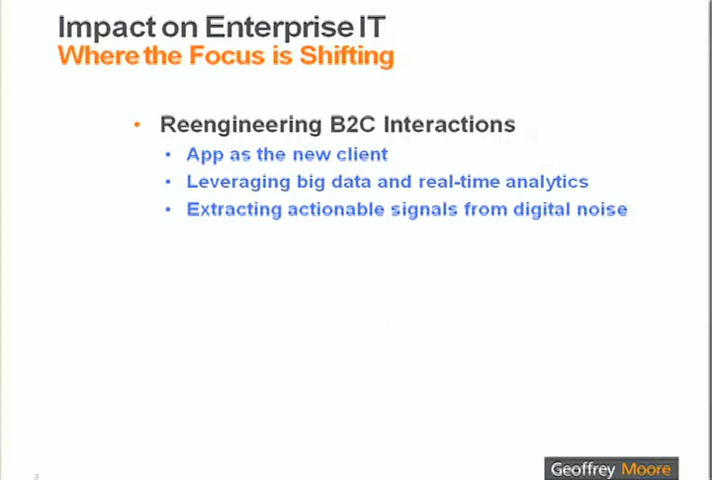 Impact on Enterprise IT
Where the Focus is Shifting
• Reengineering B2C Interactions
• App as the new client
• Leveraging big data and real-time analytics
• Extracting actionable signals from digital noise
3
Geoffrey Moore